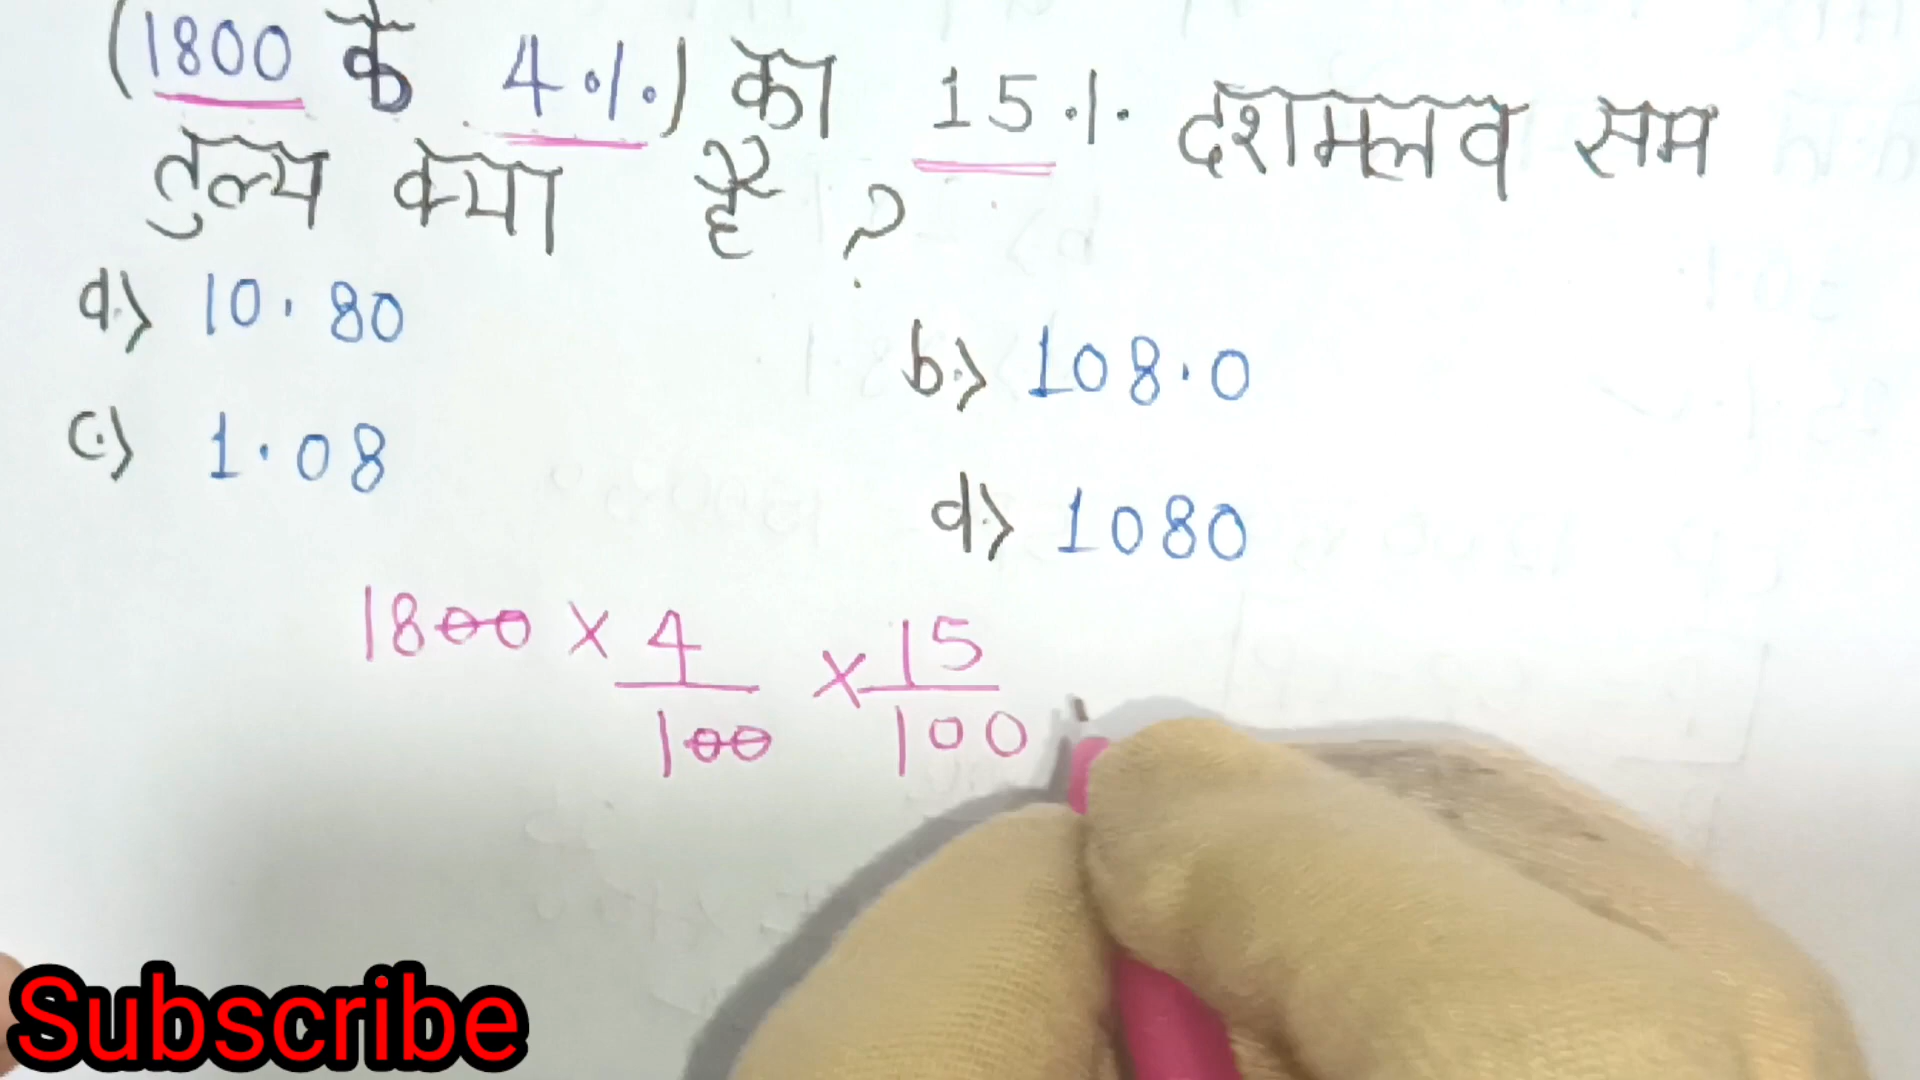 (1800 के 4%) का 15% दशमलव सम
तुल्य क्या है ?
a) 10.80
b) 108.0
c) 1.08
d) 1080
1800 × 4/100 × 15/100
Subscribe